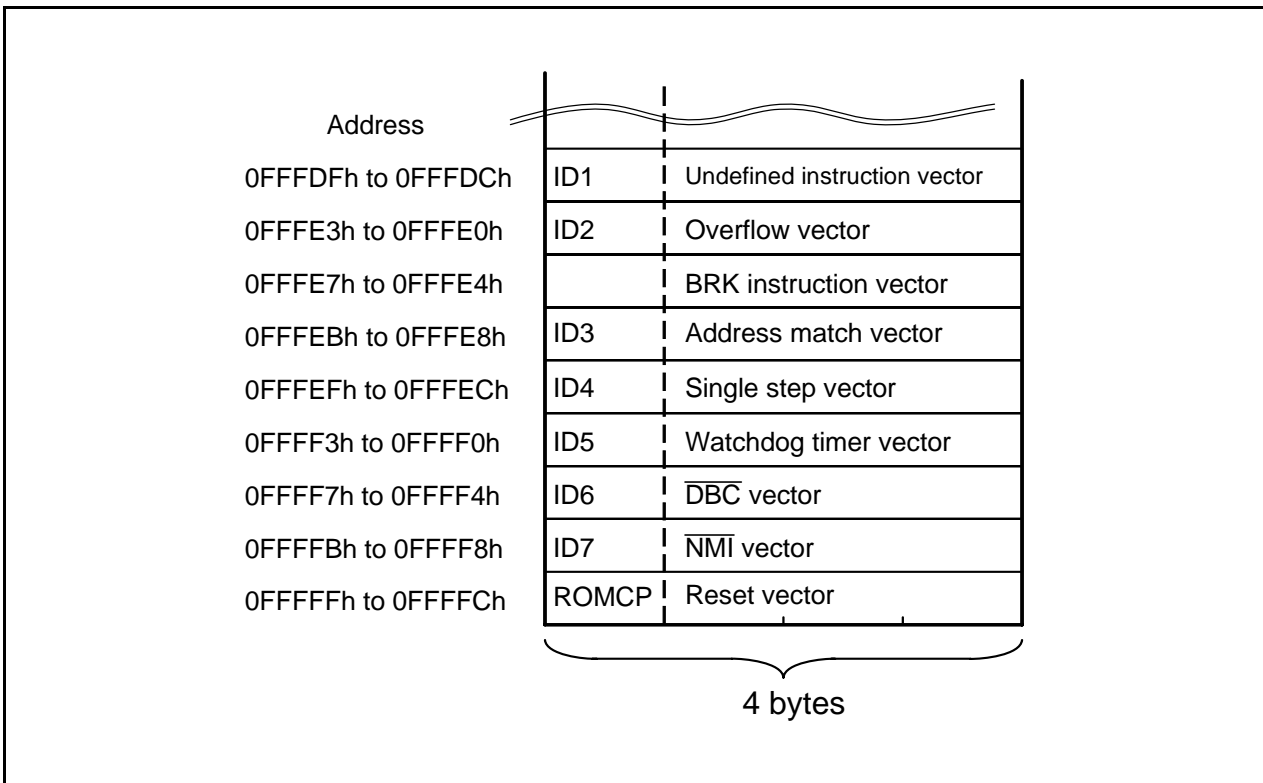 Address
0FFFDFh to 0FFFDCh ID1 Undefined instruction vector
0FFFE3h to 0FFFE0h ID2 Overflow vector
0FFFE7h to 0FFFE4h BRK instruction vector
0FFFEBh to 0FFFE8h ID3 Address match vector
0FFFEFh to 0FFFECh ID4 Single step vector
0FFFF3h to 0FFFF0h ID5 Watchdog timer vector
0FFFF7h to 0FFFF4h ID6 D̅B̅C̅ vector
0FFFFBh to 0FFFF8h ID7 N̅M̅I̅ vector
0FFFFFh to 0FFFFCh ROMCP Reset vector
4 bytes